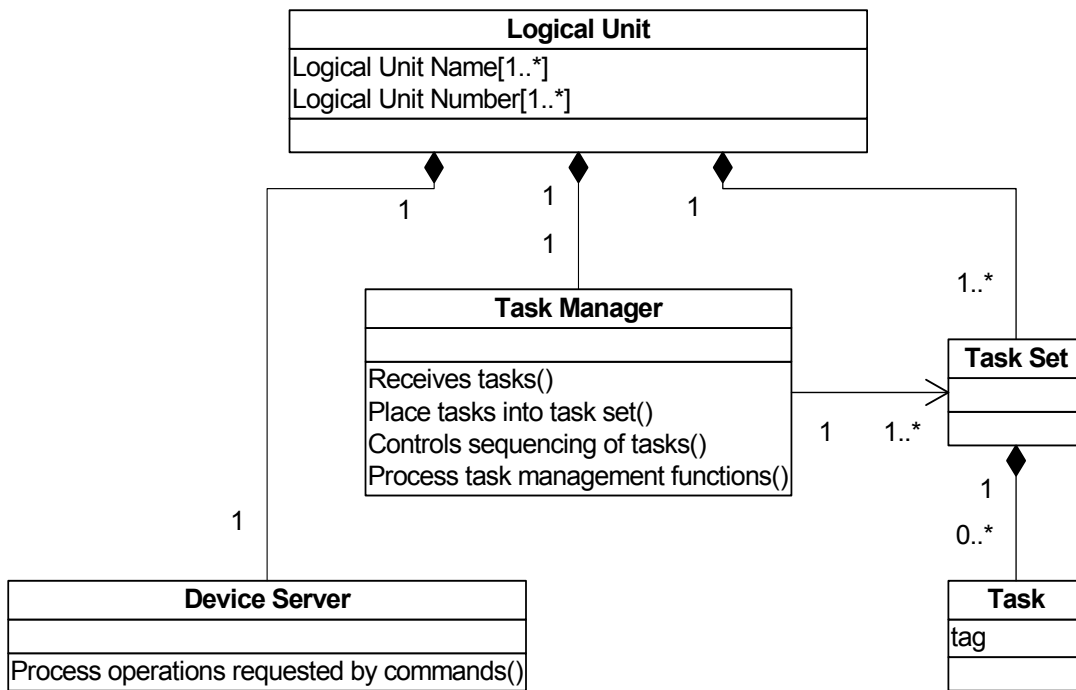 Logical Unit
Logical Unit Name[1..*]
Logical Unit Number[1..*]
1
1
1
1
1..*
Task Manager
Receives tasks()
Place tasks into task set()
Controls sequencing of tasks()
Process task management functions()
Task Set
1
1..*
1
0..*
1
Device Server
Process operations requested by commands()
Task
tag